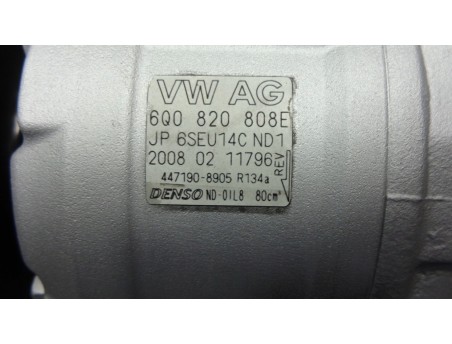 VW AG
6Q0 820 808E
JP 6SEU14C ND1
2008 02 11796
REV
447190-8905 R134a
DENSO ND-OIL8 80cm³